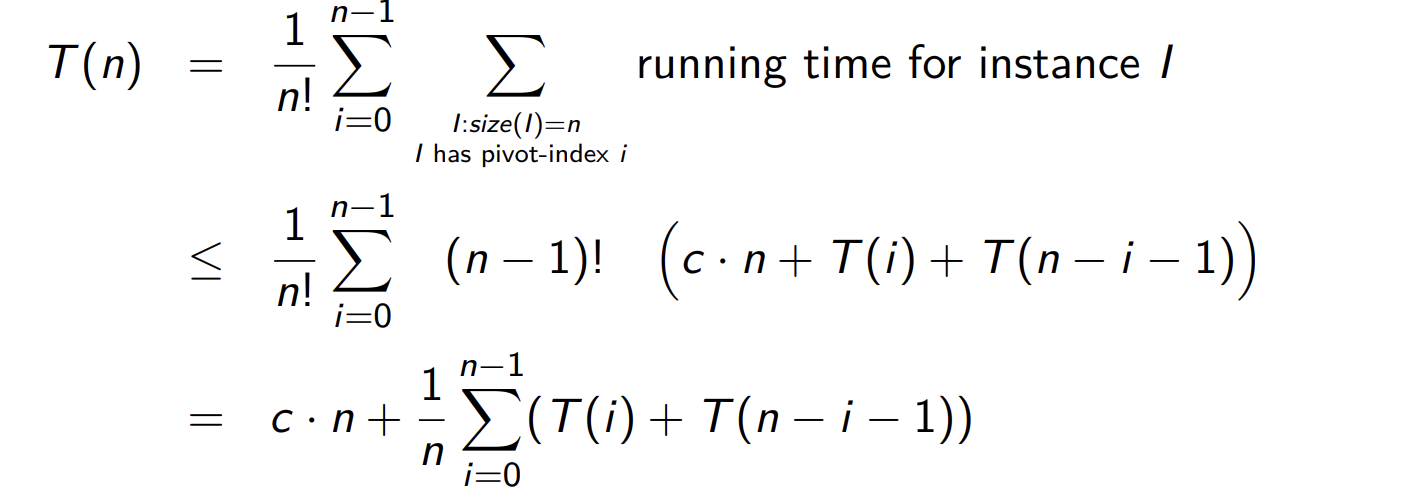 T(n) = \frac{1}{n!} \sum_{i=0}^{n-1} \sum_{\substack{I:size(I)=n \\ I \text{ has pivot-index } i}} \text{running time for instance } I
\leq \frac{1}{n!} \sum_{i=0}^{n-1} (n-1)! \left( c \cdot n + T(i) + T(n-i-1) \right)
= c \cdot n + \frac{1}{n} \sum_{i=0}^{n-1} (T(i) + T(n-i-1))